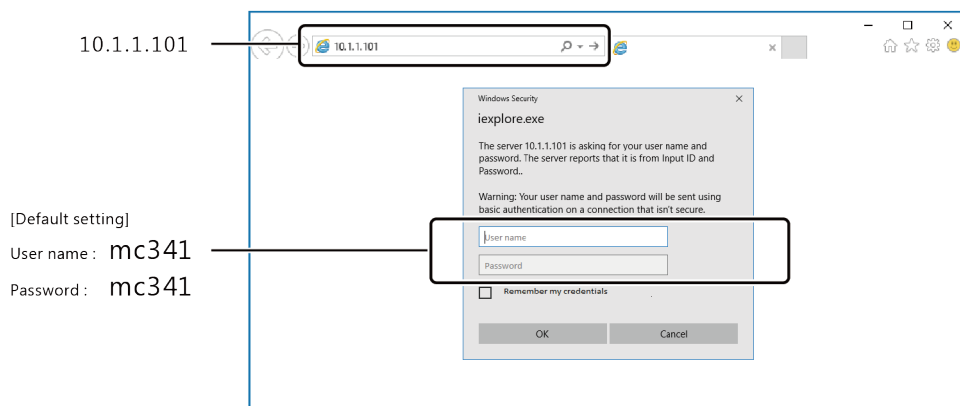 10.1.1.101
10.1.1.101
Windows Security
iexplore.exe
The server 10.1.1.101 is asking for your user name and
password. The server reports that it is from Input ID and
Password..
Warning: Your user name and password will be sent using
basic authentication on a connection that isn't secure.
[Default setting]
User name : mc341
Password : mc341
User name
Password
Remember my credentials
OK Cancel